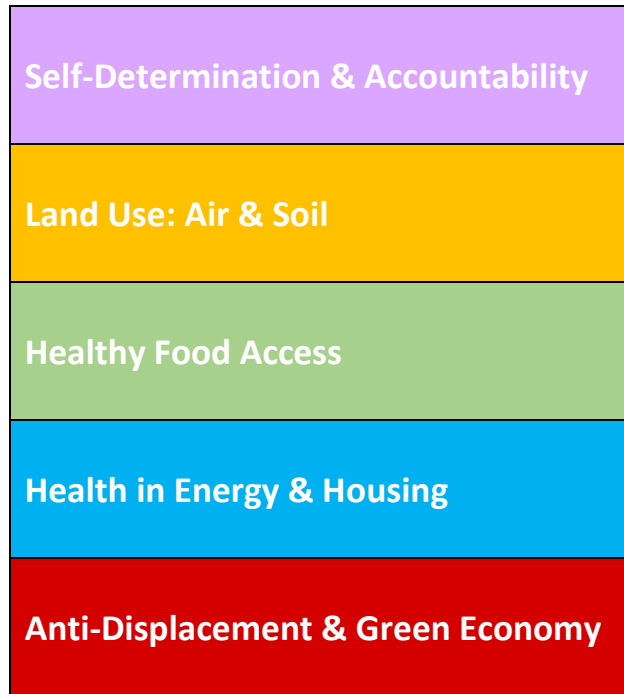 Self-Determination & Accountability
Land Use: Air & Soil
Healthy Food Access
Health in Energy & Housing
Anti-Displacement & Green Economy